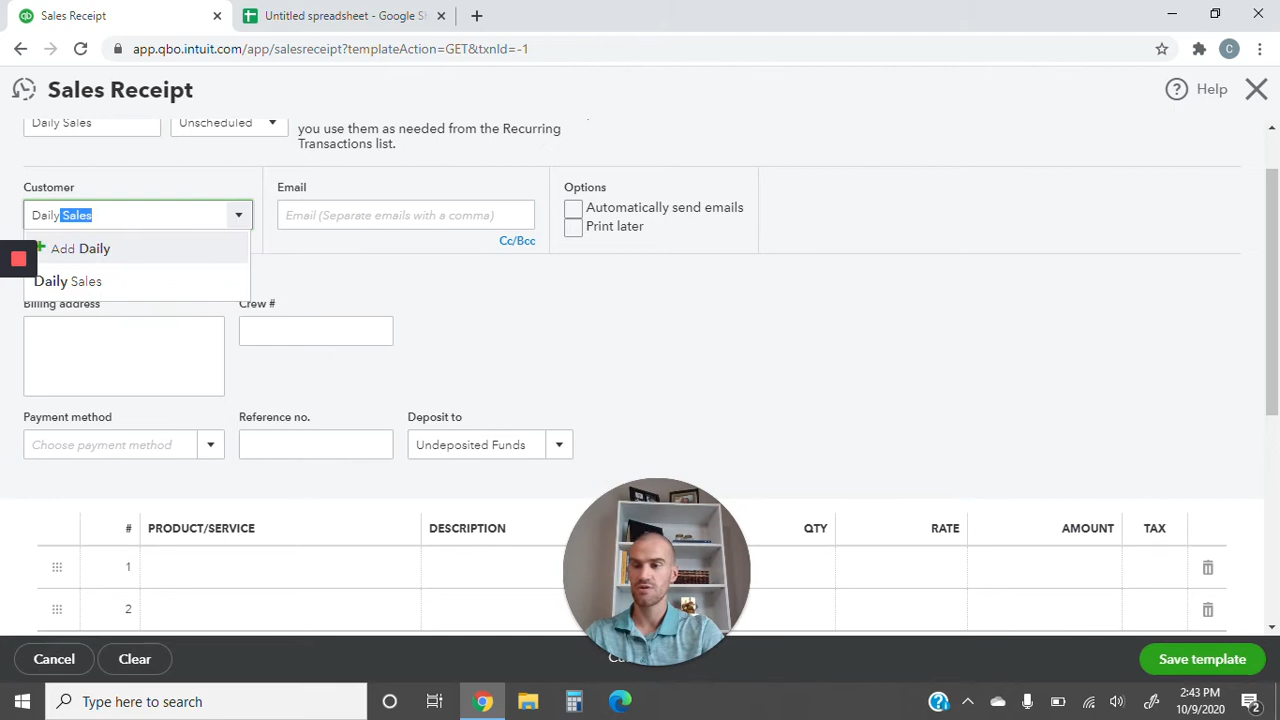 Sales Receipt
Untitled spreadsheet - Google Sh
app.qbo.intuit.com/app/salesreceipt?templateAction=GET&txnId=-1
C
Sales Receipt
Help
Daily Sales
Unscheduled
you use them as needed from the Recurring
Transactions list.
Customer
Email
Options
Daily Sales
Email (Separate emails with a comma)
Automatically send emails
Print later
Cc/Bcc
Add Daily
Daily Sales
Billing address
Crew #
Payment method
Reference no.
Deposit to
Choose payment method
Undeposited Funds
# PRODUCT/SERVICE DESCRIPTION QTY RATE AMOUNT TAX
1
2
Cancel
Clear
Save template
Type here to search
2:43 PM
10/9/2020
2